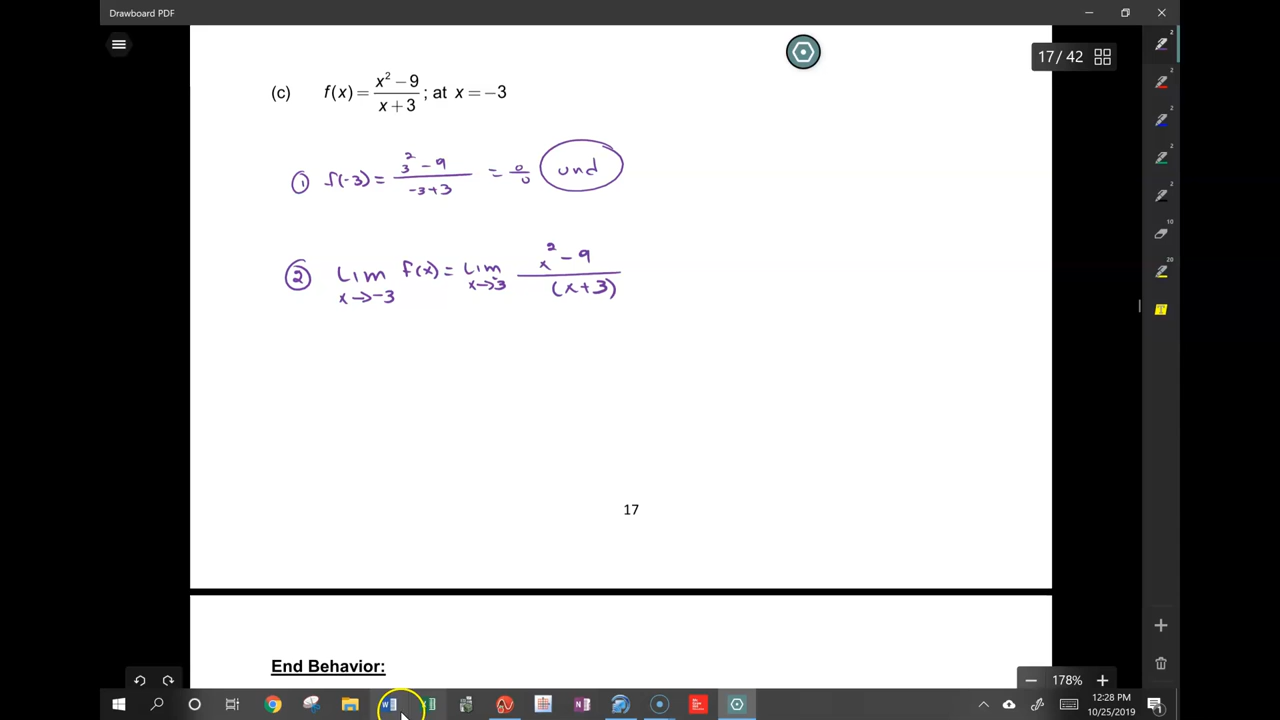 Drawboard PDF
17 / 42
(c) f(x) = x² − 9 / x + 3 ; at x = −3
① f(-3) = 3² - 9 / -3+3 = 0/0 und
② Lim x→-3 f(x) = Lim x→-3 x² - 9 / (x+3)
17
End Behavior:
178%
12:28 PM
10/25/2019